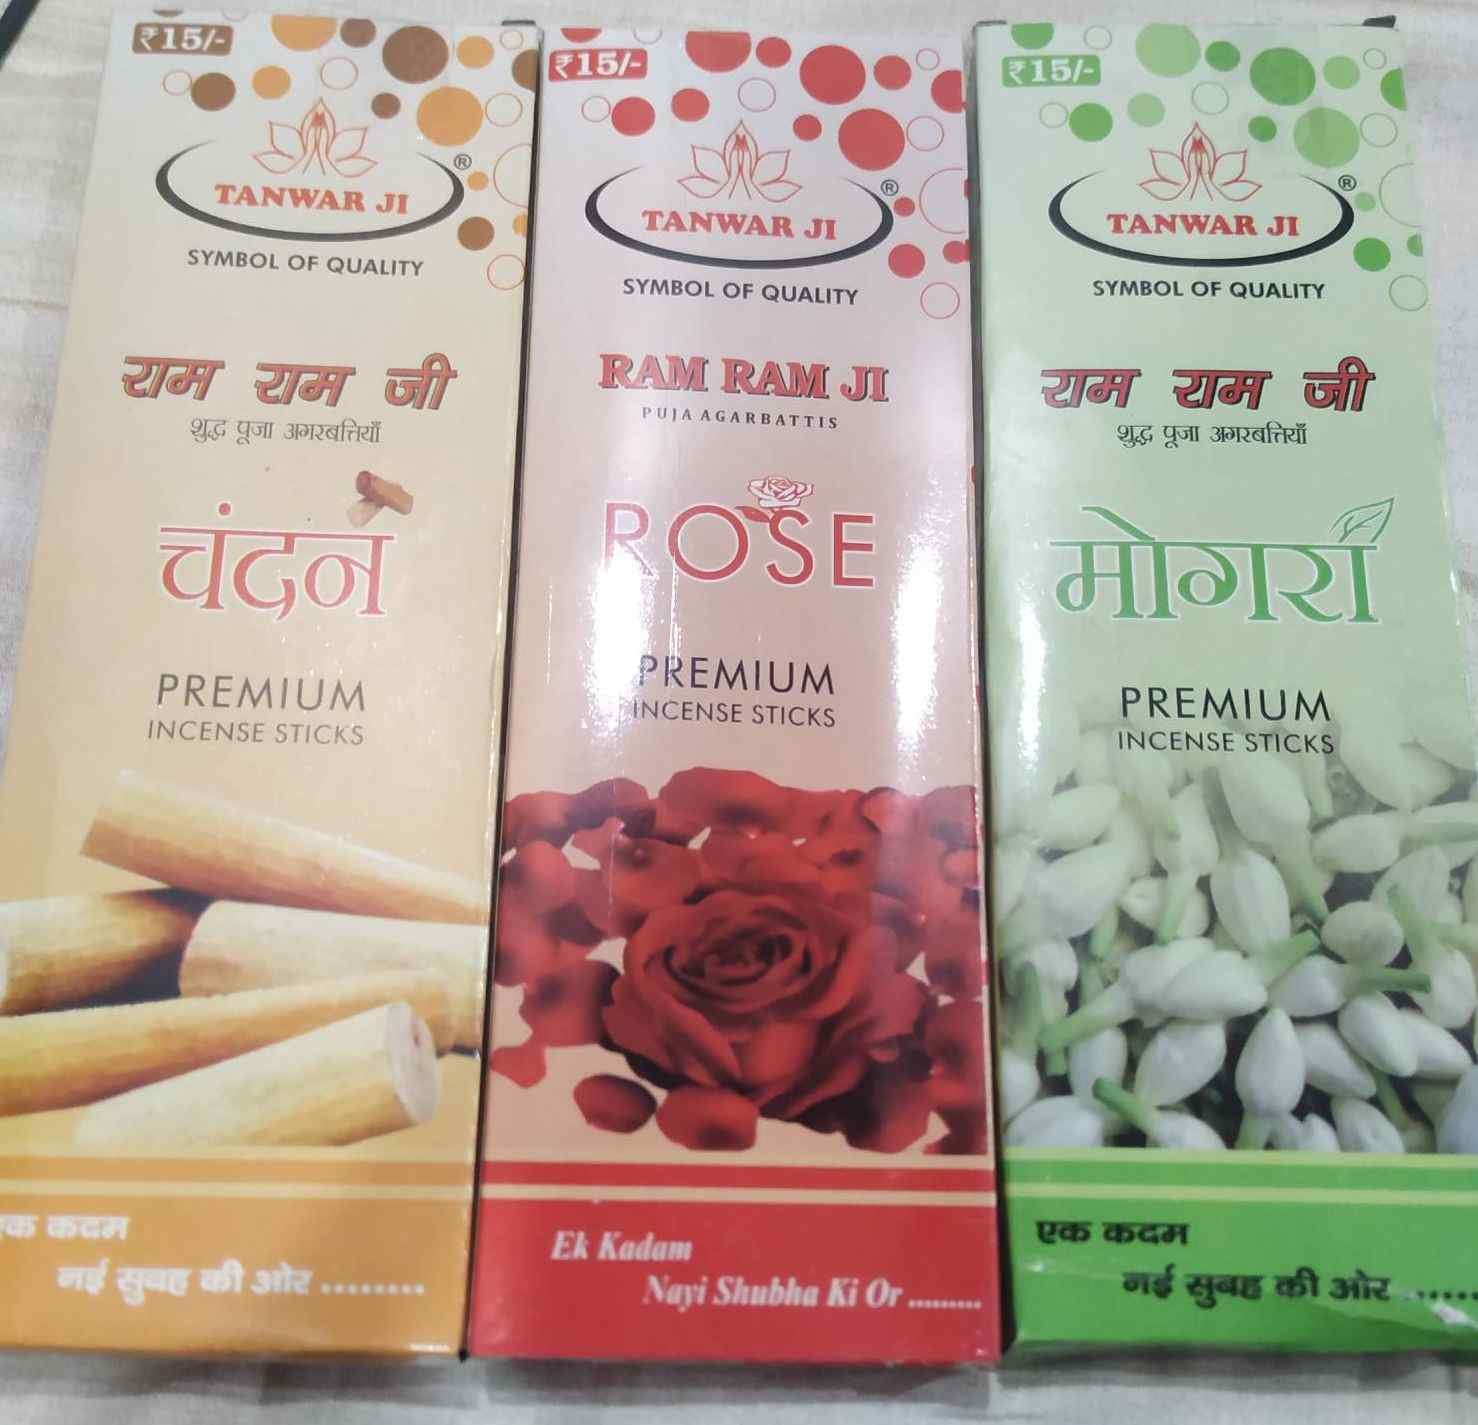 ₹15/-
TANWAR JI ®
SYMBOL OF QUALITY
राम राम जी
शुद्ध पूजा अगरबत्तियाँ
चंदन
PREMIUM
INCENSE STICKS
एक कदम
नई सुबह की ओर ........
₹15/-
TANWAR JI ®
SYMBOL OF QUALITY
RAM RAM JI
PUJA AGARBATTIS
ROSE
PREMIUM
INCENSE STICKS
Ek Kadam
Nayi Shubha Ki Or .........
₹15/-
TANWAR JI ®
SYMBOL OF QUALITY
राम राम जी
शुद्ध पूजा अगरबत्तियाँ
मोगरा
PREMIUM
INCENSE STICKS
एक कदम
नई सुबह की ओर .......